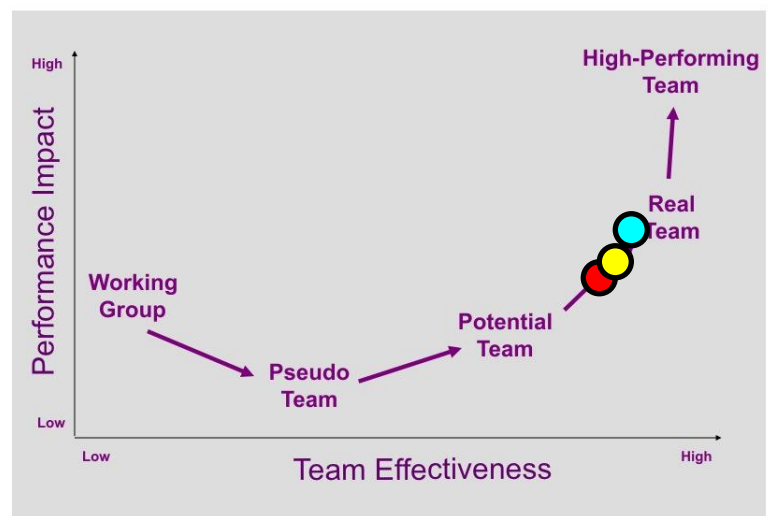 High
High-Performing
Team
Performance Impact
Real
Team
Working
Group
Potential
Team
Pseudo
Team
Low
Low
Team Effectiveness
High